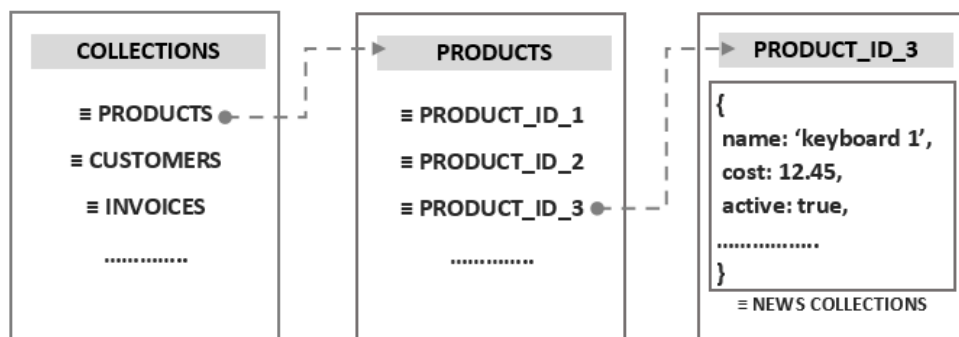 COLLECTIONS
≡ PRODUCTS
≡ CUSTOMERS
≡ INVOICES
..............
PRODUCTS
≡ PRODUCT_ID_1
≡ PRODUCT_ID_2
≡ PRODUCT_ID_3
..............
PRODUCT_ID_3
{
name: ‘keyboard 1’,
cost: 12.45,
active: true,
.................
}
≡ NEWS COLLECTIONS